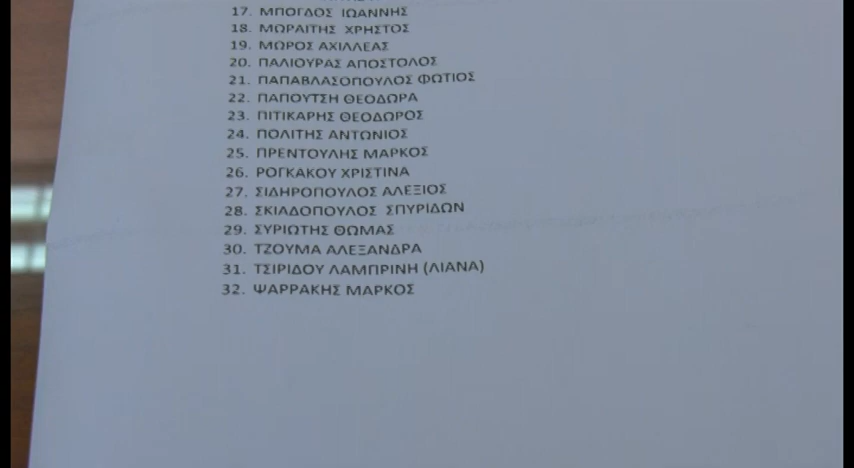 17. ΜΠΟΓΔΟΣ ΙΩΑΝΝΗΣ
18. ΜΩΡΑΙΤΗΣ ΧΡΗΣΤΟΣ
19. ΜΩΡΟΣ ΑΧΙΛΛΕΑΣ
20. ΠΑΛΙΟΥΡΑΣ ΑΠΟΣΤΟΛΟΣ
21. ΠΑΠΑΒΛΑΣΟΠΟΥΛΟΣ ΦΩΤΙΟΣ
22. ΠΑΠΟΥΤΣΗ ΘΕΟΔΩΡΑ
23. ΠΙΤΙΚΑΡΗΣ ΘΕΟΔΩΡΟΣ
24. ΠΟΛΙΤΗΣ ΑΝΤΩΝΙΟΣ
25. ΠΡΕΝΤΟΥΛΗΣ ΜΑΡΚΟΣ
26. ΡΟΓΚΑΚΟΥ ΧΡΙΣΤΙΝΑ
27. ΣΙΔΗΡΟΠΟΥΛΟΣ ΑΛΕΞΙΟΣ
28. ΣΚΙΑΔΟΠΟΥΛΟΣ ΣΠΥΡΙΔΩΝ
29. ΣΥΡΙΩΤΗΣ ΘΩΜΑΣ
30. ΤΖΟΥΜΑ ΑΛΕΞΑΝΔΡΑ
31. ΤΣΙΡΙΔΟΥ ΛΑΜΠΡΙΝΗ (ΛΙΑΝΑ)
32. ΨΑΡΡΑΚΗΣ ΜΑΡΚΟΣ